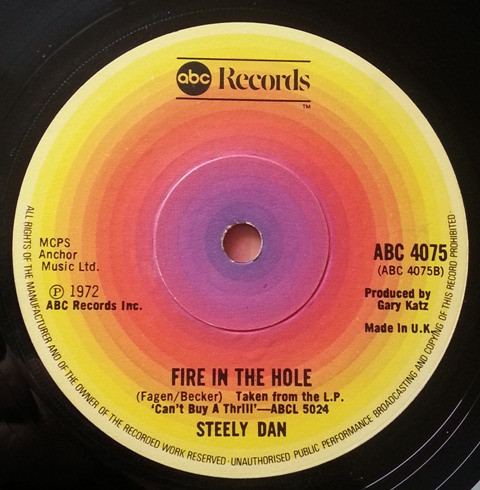 abc Records
TM
MCPS
Anchor
Music Ltd.
Ⓟ 1972
ABC Records Inc.
ABC 4075
(ABC 4075B)
Produced by
Gary Katz
Made in U.K.
FIRE IN THE HOLE
(Fagen/Becker) Taken from the L.P.
'Can't Buy A Thrill'—ABCL 5024
STEELY DAN
ALL RIGHTS OF THE MANUFACTURER AND OF THE OWNER OF THE RECORDED WORK RESERVED · UNAUTHORISED PUBLIC PERFORMANCE BROADCASTING AND COPYING OF THIS RECORD PROHIBITED